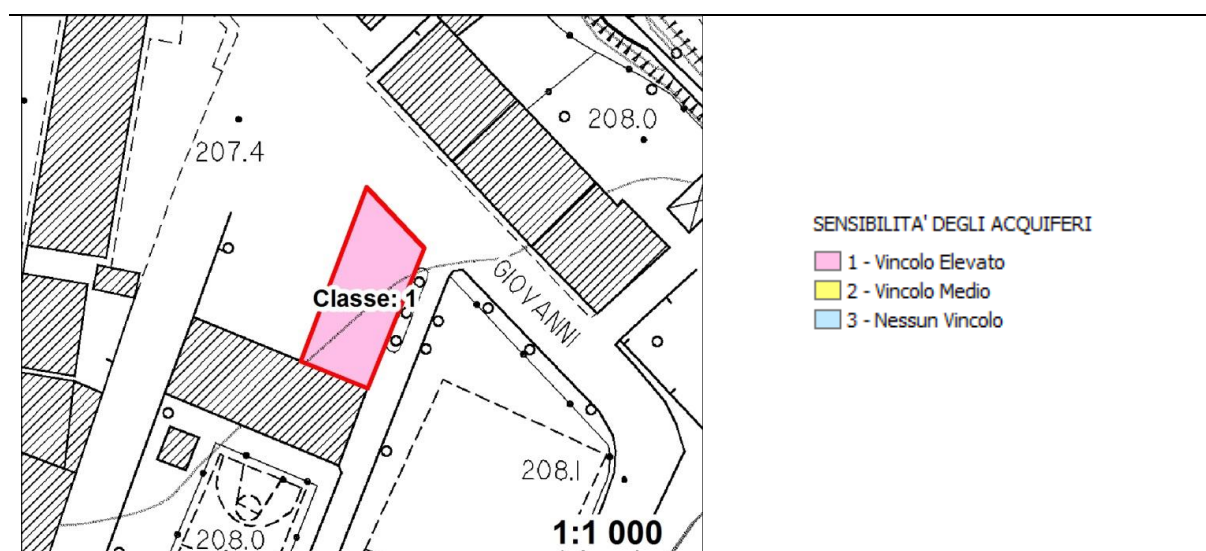 208.0
207.4
Classe: 1
GIOVANNI
208.1
208.0
1:1 000
SENSIBILITA' DEGLI ACQUIFERI
1 - Vincolo Elevato
2 - Vincolo Medio
3 - Nessun Vincolo